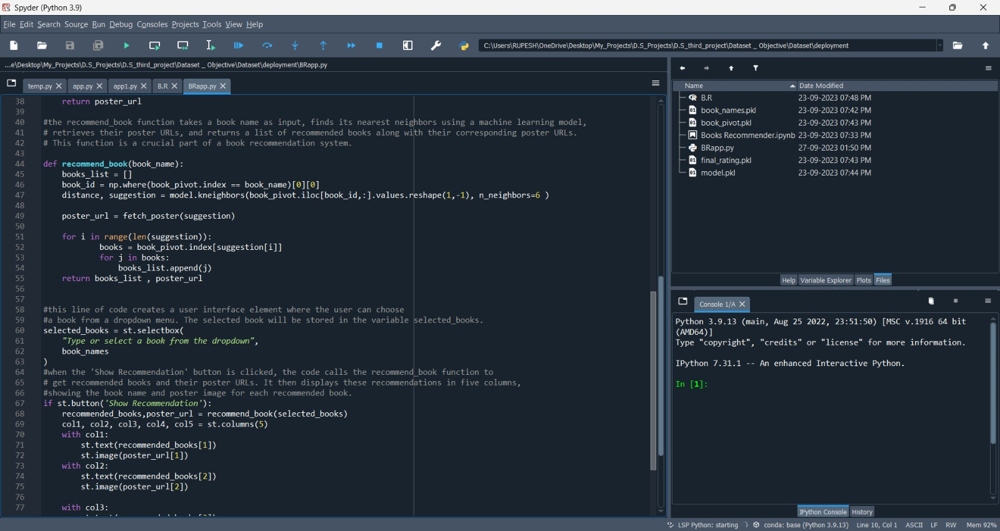 Spyder (Python 3.9)
File Edit Search Source Run Debug Consoles Projects Tools View Help
C:\Users\RUPESH\OneDrive\Desktop\My_Projects\D.S_Projects\D.S_third_project\Dataset _ Objective\Dataset\deployment
...e\Desktop\My_Projects\D.S_Projects\D.S_third_project\Dataset _ Objective\Dataset\deployment\BRapp.py
temp.py app.py app1.py B.R BRapp.py
38 return poster_url
39
40 #the recommend_book function takes a book name as input, finds its nearest neighbors using a machine learning model,
41 # retrieves their poster URLs, and returns a list of recommended books along with their corresponding poster URLs.
42 # This function is a crucial part of a book recommendation system.
43
44 def recommend_book(book_name):
45 books_list = []
46 book_id = np.where(book_pivot.index == book_name)[0][0]
47 distance, suggestion = model.kneighbors(book_pivot.iloc[book_id,:].values.reshape(1,-1), n_neighbors=6 )
48
49 poster_url = fetch_poster(suggestion)
50
51 for i in range(len(suggestion)):
52 books = book_pivot.index[suggestion[i]]
53 for j in books:
54 books_list.append(j)
55 return books_list , poster_url
56
57
58 #this line of code creates a user interface element where the user can choose
59 #a book from a dropdown menu. The selected book will be stored in the variable selected_books.
60 selected_books = st.selectbox(
61 "Type or select a book from the dropdown",
62 book_names
63 )
64 #when the 'Show Recommendation' button is clicked, the code calls the recommend_book function to
65 # get recommended books and their poster URLs. It then displays these recommendations in five columns,
66 #showing the book name and poster image for each recommended book.
67 if st.button('Show Recommendation'):
68 recommended_books,poster_url = recommend_book(selected_books)
69 col1, col2, col3, col4, col5 = st.columns(5)
70 with col1:
71 st.text(recommended_books[1])
72 st.image(poster_url[1])
73 with col2:
74 st.text(recommended_books[2])
75 st.image(poster_url[2])
76
77 with col3:
Name Date Modified
B.R 23-09-2023 07:48 PM
book_names.pkl 23-09-2023 07:42 PM
book_pivot.pkl 23-09-2023 07:43 PM
Books Recommender.ipynb 23-09-2023 07:33 PM
BRapp.py 27-09-2023 01:50 PM
final_rating.pkl 23-09-2023 07:43 PM
model.pkl 23-09-2023 07:44 PM
Help Variable Explorer Plots Files
Console 1/A
Python 3.9.13 (main, Aug 25 2022, 23:51:50) [MSC v.1916 64 bit
(AMD64)]
Type "copyright", "credits" or "license" for more information.
IPython 7.31.1 -- An enhanced Interactive Python.
In [1]:
IPython Console History
LSP Python: starting conda: base (Python 3.9.13) Line 10, Col 1 ASCII LF RW Mem 92%